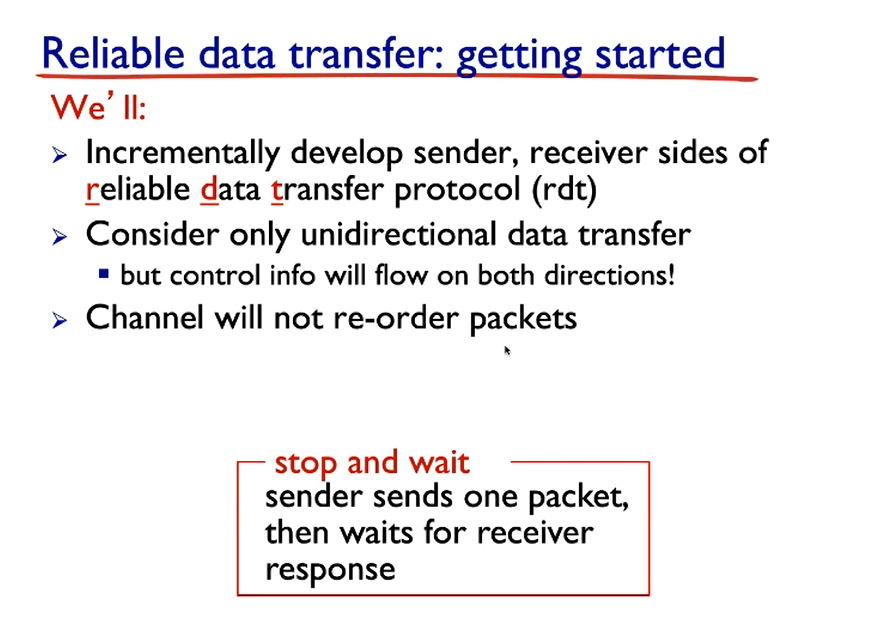 Reliable data transfer: getting started
We'll:
➢ Incrementally develop sender, receiver sides of
reliable data transfer protocol (rdt)
➢ Consider only unidirectional data transfer
▪ but control info will flow on both directions!
➢ Channel will not re-order packets
stop and wait
sender sends one packet,
then waits for receiver
response